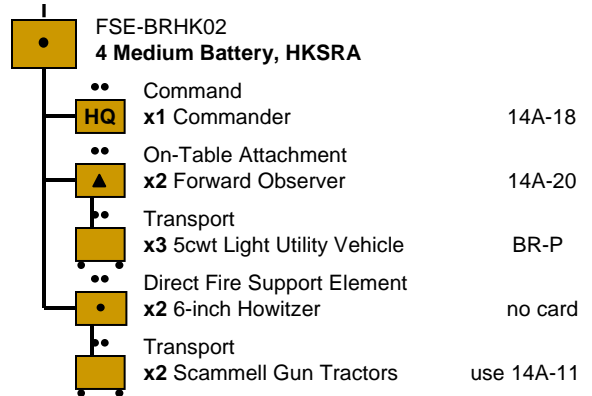 FSE-BRHK02
4 Medium Battery, HKSRA
Command
HQ x1 Commander 14A-18
On-Table Attachment
x2 Forward Observer 14A-20
Transport
x3 5cwt Light Utility Vehicle BR-P
Direct Fire Support Element
x2 6-inch Howitzer no card
Transport
x2 Scammell Gun Tractors use 14A-11